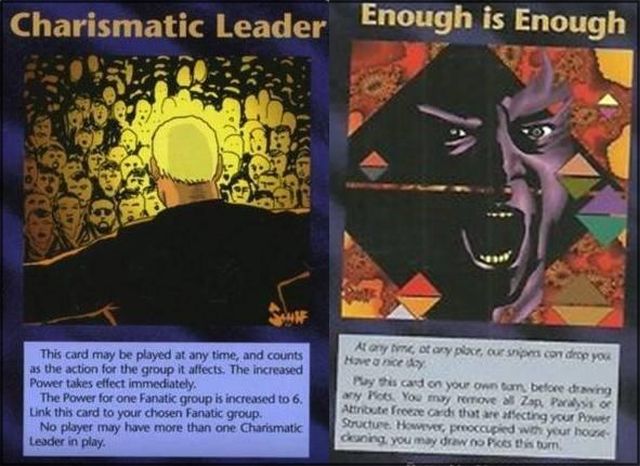 Charismatic Leader
SCHIF
This card may be played at any time, and counts
as the action for the group it affects. The increased
Power takes effect immediately.
The Power for one Fanatic group is increased to 6.
Link this card to your chosen Fanatic group.
No player may have more than one Charismatic
Leader in play.
Enough is Enough
At any time, at any place, our snipers can drop you.
Have a nice day.
Play this card on your own turn, before drawing
any Plots. You may remove all Zap, Paralysis or
Attribute Freeze cards that are affecting your Power
Structure. However, preoccupied with your house-
cleaning, you may draw no Plots this turn.